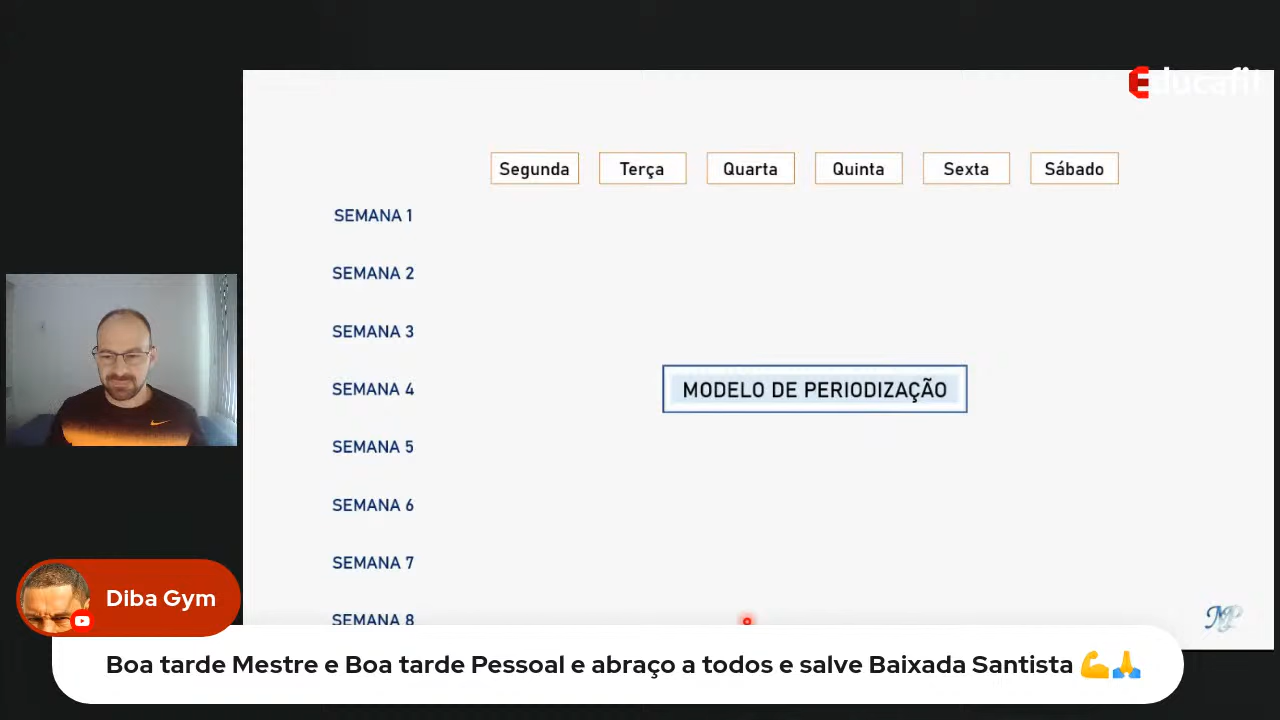 Educafit
Segunda Terça Quarta Quinta Sexta Sábado
SEMANA 1
SEMANA 2
SEMANA 3
SEMANA 4
MODELO DE PERIODIZAÇÃO
SEMANA 5
SEMANA 6
SEMANA 7
SEMANA 8
MP
Diba Gym
Boa tarde Mestre e Boa tarde Pessoal e abraço a todos e salve Baixada Santista 💪🙏